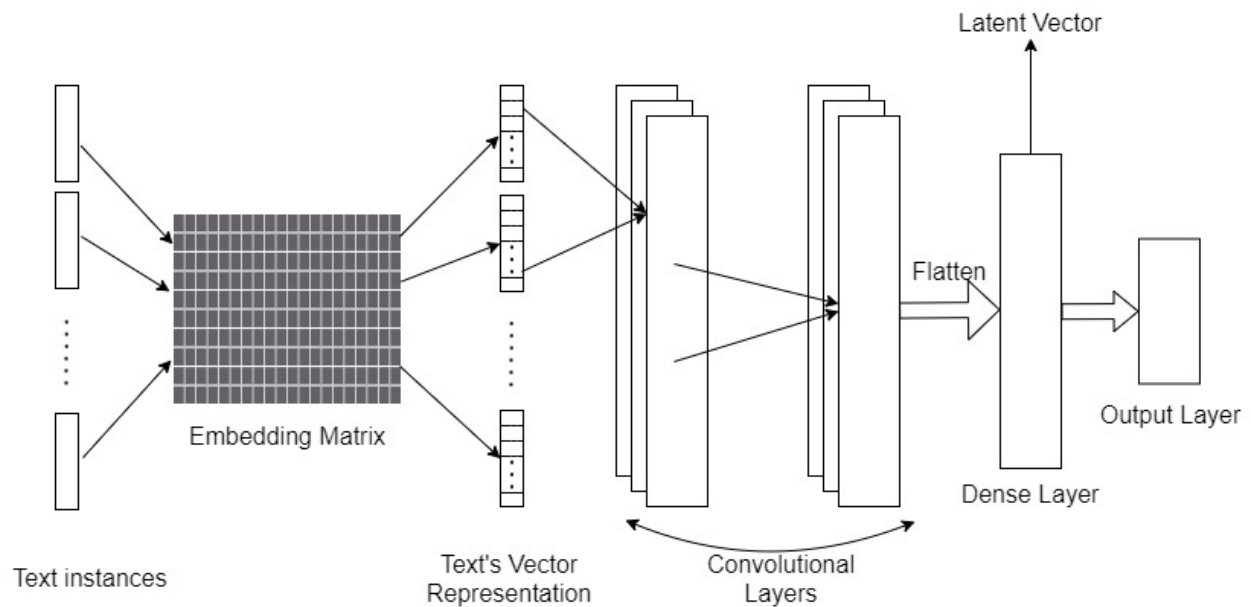 Latent Vector
Flatten
Embedding Matrix
Output Layer
Dense Layer
Text instances
Text's Vector
Representation
Convolutional
Layers